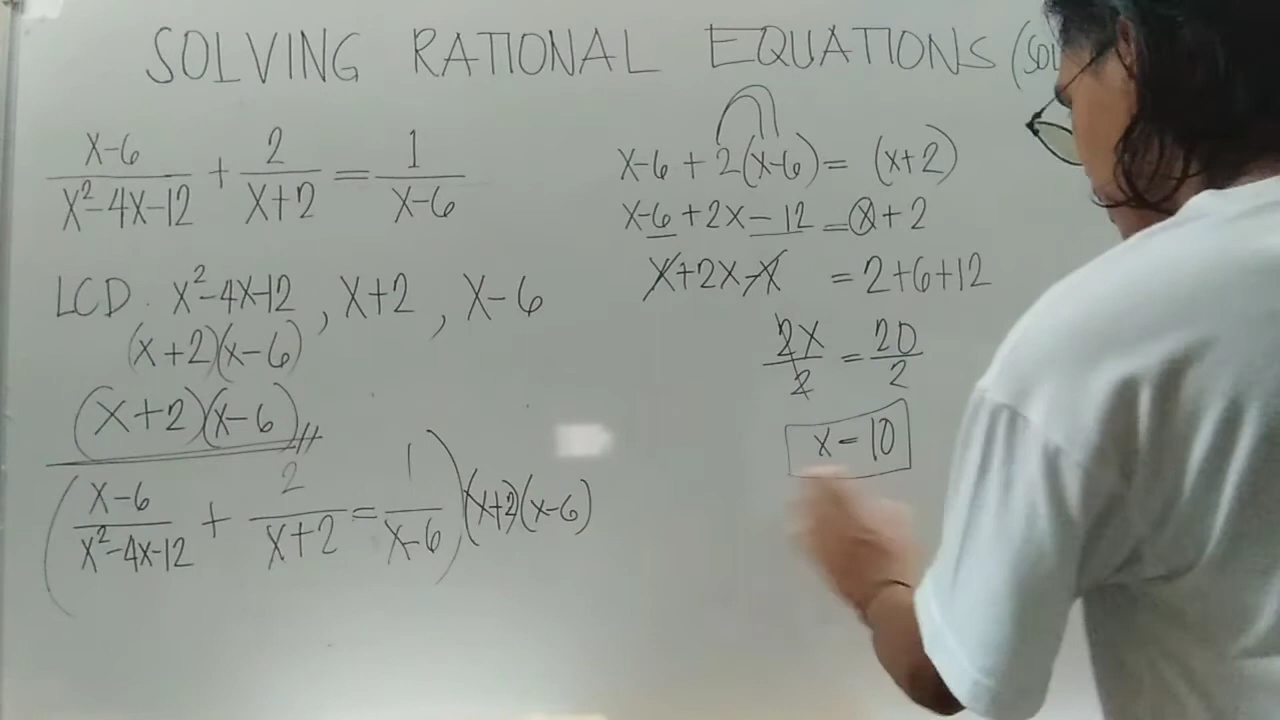 SOLVING RATIONAL EQUATIONS (SOL
x-6/x²-4x-12 + 2/x+2 = 1/x-6
LCD. x²-4x-12, x+2, x-6
(x+2)(x-6)
(x+2)(x-6)
(x-6/x²-4x-12 + 2/x+2 = 1/x-6)(x+2)(x-6)
x-6+2(x-6)= (x+2)
x-6+2x-12=x+2
x+2x-x =2+6+12
2x/2 = 20/2
x=10